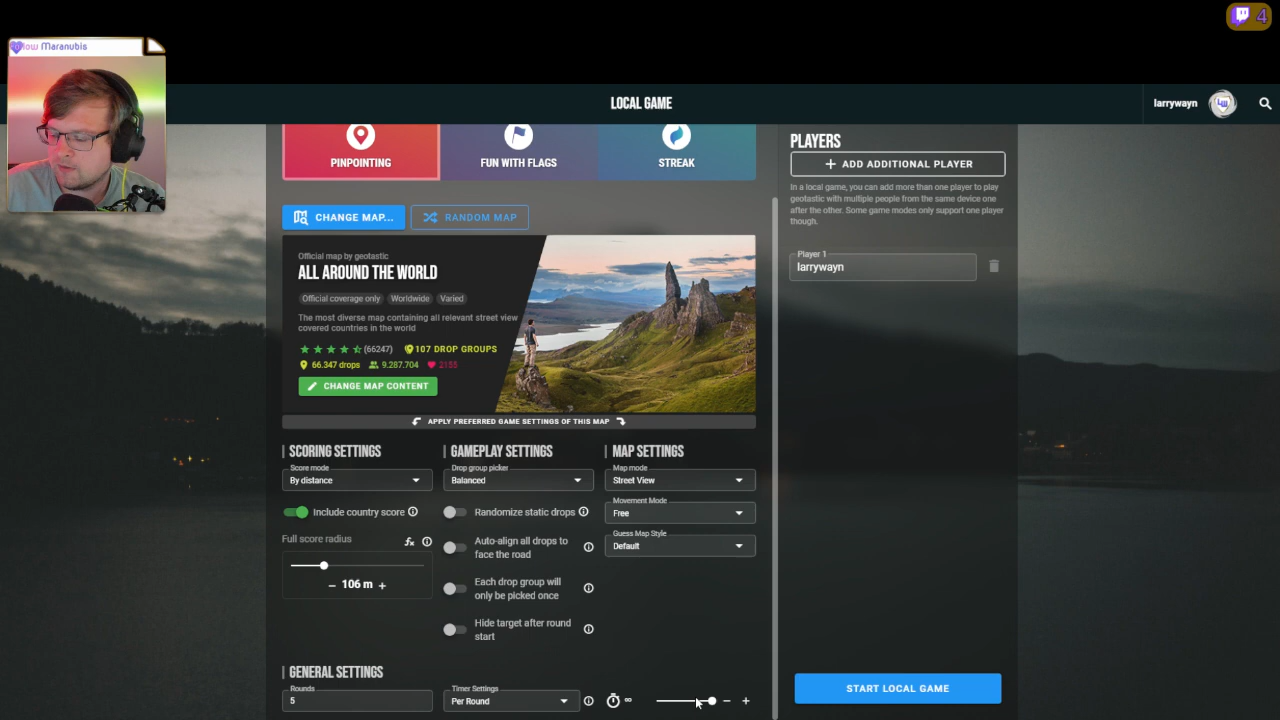 4
Follow Maranubis
LOCAL GAME
larrywayn
PINPOINTING
FUN WITH FLAGS
STREAK
CHANGE MAP...
RANDOM MAP
Official map by geotastic
ALL AROUND THE WORLD
Official coverage only
Worldwide
Varied
The most diverse map containing all relevant street view
covered countries in the world
(66247)
107 DROP GROUPS
66.347 drops
9.287.704
2155
CHANGE MAP CONTENT
APPLY PREFERRED GAME SETTINGS OF THIS MAP
SCORING SETTINGS
Score mode
By distance
Include country score
Full score radius
fx
106 m
GAMEPLAY SETTINGS
Drop group picker
Balanced
Randomize static drops
Auto-align all drops to
face the road
Each drop group will
only be picked once
Hide target after round
start
MAP SETTINGS
Map mode
Street View
Movement Mode
Free
Guess Map Style
Default
GENERAL SETTINGS
Rounds
5
Timer Settings
Per Round
∞
PLAYERS
ADD ADDITIONAL PLAYER
In a local game, you can add more than one player to play
geotastic with multiple people from the same device one
after the other. Some game modes only support one player
though.
Player 1
larrywayn
START LOCAL GAME